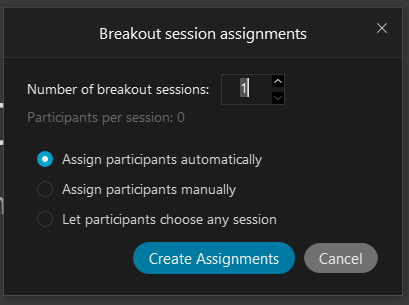 Breakout session assignments
Number of breakout sessions: 1
Participants per session: 0
Assign participants automatically
Assign participants manually
Let participants choose any session
Create Assignments Cancel